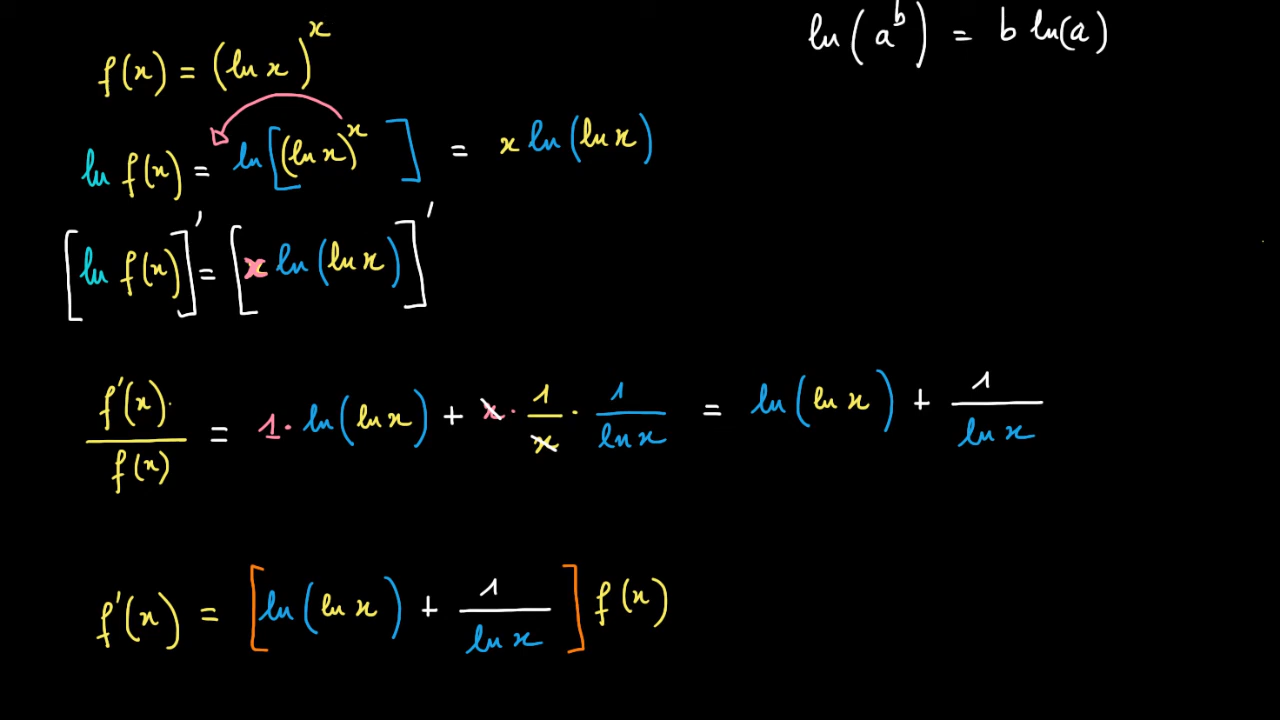 f(x) = (ln x)^x
ln(a^b) = b ln(a)
ln f(x) = ln[(ln x)^x] = x ln(ln x)
[ln f(x)]' = [x ln(ln x)]'
f'(x)/f(x) = 1 · ln(ln x) + x · 1/x · 1/ln x = ln(ln x) + 1/ln x
f'(x) = [ln(ln x) + 1/ln x] f(x)